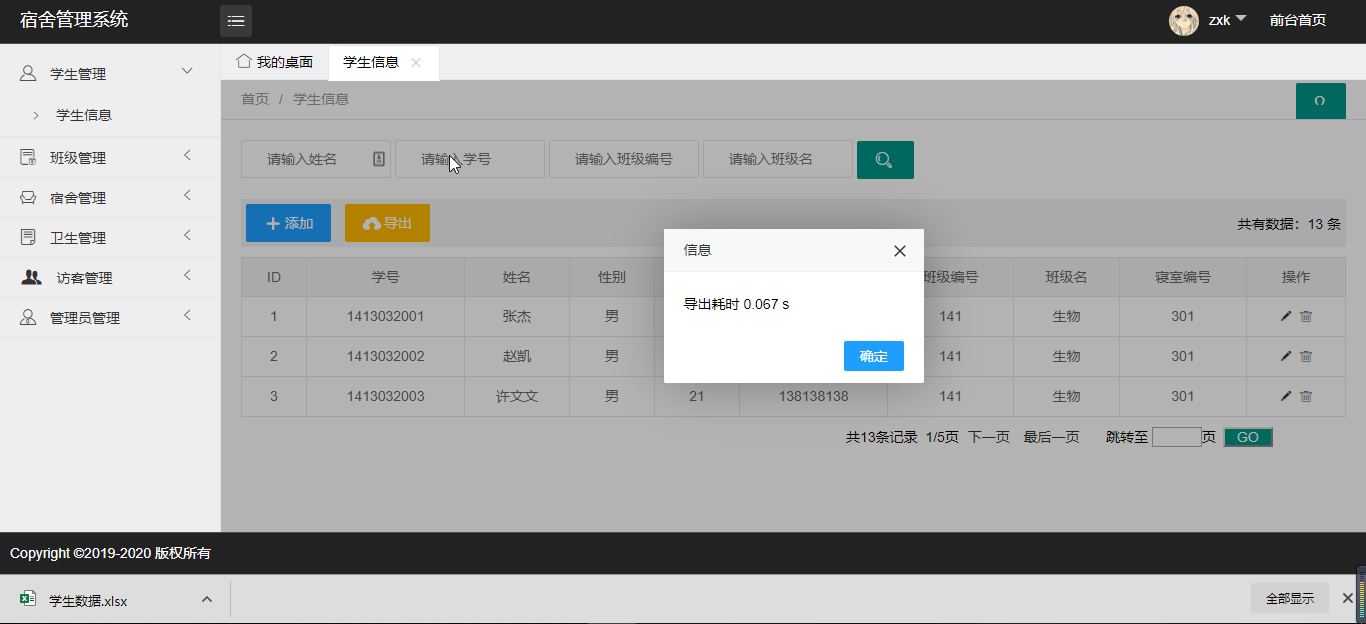 宿舍管理系统
zxk
前台首页
学生管理
学生信息
班级管理
宿舍管理
卫生管理
访客管理
管理员管理
我的桌面 学生信息
首页 / 学生信息
请输入姓名 请输入学号 请输入班级编号 请输入班级名
添加 导出 共有数据：13 条
ID 学号 姓名 性别 班级编号 班级名 寝室编号 操作
1 1413032001 张杰 男 141 生物 301
2 1413032002 赵凯 男 141 生物 301
3 1413032003 许文文 男 21 138138138 141 生物 301
信息
导出耗时 0.067 s
确定
共13条记录 1/5页 下一页 最后一页 跳转至 页 GO
Copyright ©2019-2020 版权所有
学生数据.xlsx
全部显示